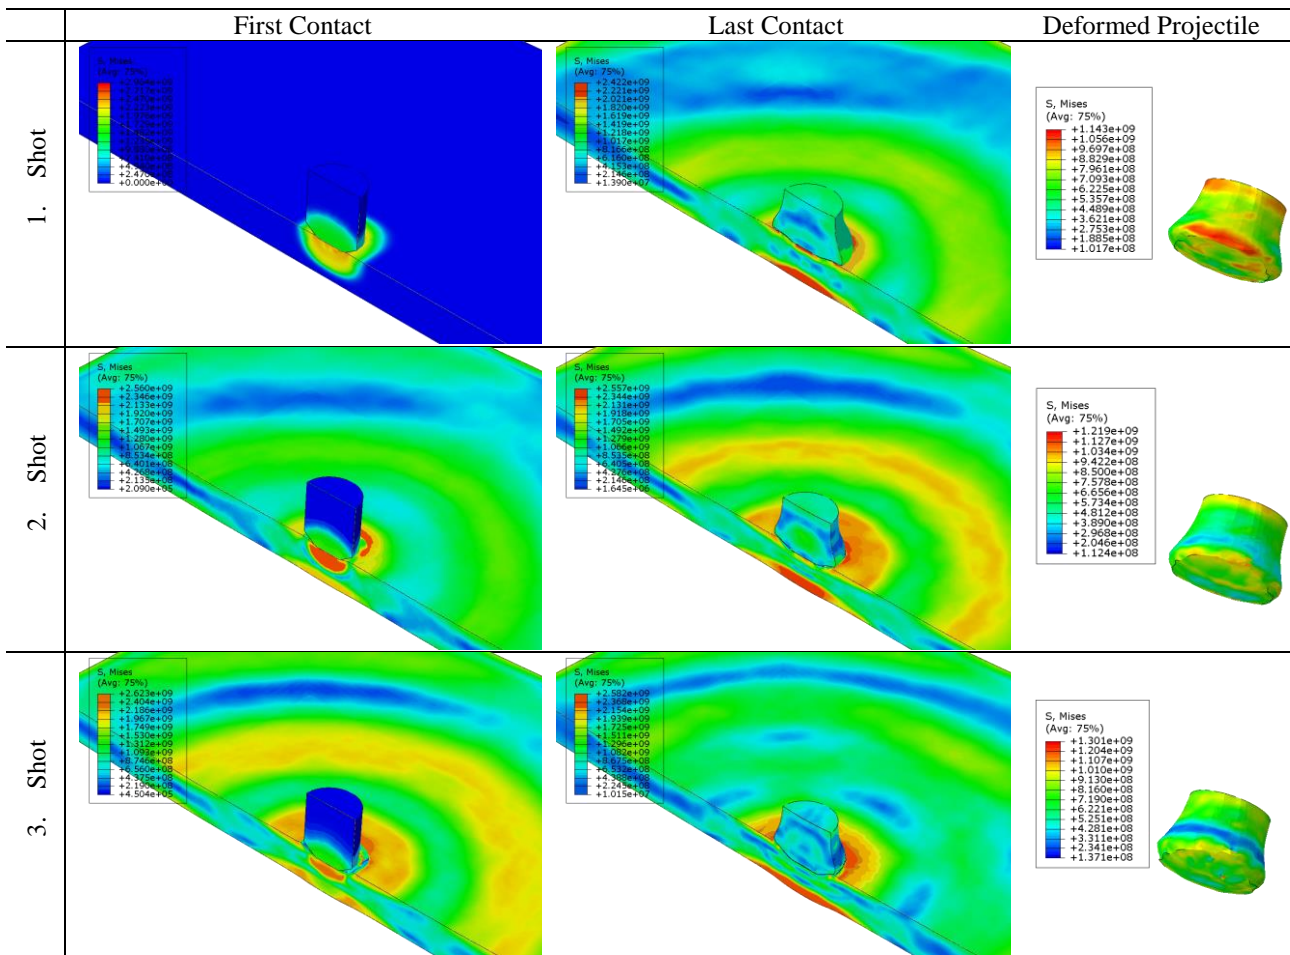 First Contact
Last Contact
Deformed Projectile
1. Shot
S, Mises
(Avg: 75%)
+0.000e+
S, Mises
(Avg: 75%)
+2.422e+09
+2.221e+09
+2.021e+09
+1.820e+09
+1.619e+09
+1.419e+09
+1.218e+09
+1.017e+09
+8.166e+08
+6.160e+08
+4.153e+08
+2.146e+08
+1.390e+07
S, Mises
(Avg: 75%)
+1.143e+09
+1.056e+09
+9.697e+08
+8.829e+08
+7.961e+08
+7.093e+08
+6.225e+08
+5.357e+08
+4.489e+08
+3.621e+08
+2.753e+08
+1.885e+08
+1.017e+08
2. Shot
S, Mises
(Avg: 75%)
+2.560e+09
+2.346e+09
+2.133e+09
+1.920e+09
+1.707e+09
+1.493e+09
+1.280e+09
+1.067e+09
+8.534e+08
+6.401e+08
+4.268e+08
+2.135e+08
+2.090e+05
S, Mises
(Avg: 75%)
+2.557e+09
+2.344e+09
+2.131e+09
+1.918e+09
+1.705e+09
+1.492e+09
+1.279e+09
+1.066e+09
+8.535e+08
+6.405e+08
+4.276e+08
+2.146e+08
+1.645e+06
S, Mises
(Avg: 75%)
+1.219e+09
+1.127e+09
+1.034e+09
+9.422e+08
+8.500e+08
+7.578e+08
+6.656e+08
+5.734e+08
+4.812e+08
+3.890e+08
+2.968e+08
+2.046e+08
+1.124e+08
3. Shot
S, Mises
(Avg: 75%)
+2.623e+09
+2.404e+09
+2.186e+09
+1.967e+09
+1.749e+09
+1.530e+09
+1.312e+09
+1.093e+09
+8.746e+08
+6.560e+08
+4.375e+08
+2.190e+08
+4.504e+05
S, Mises
(Avg: 75%)
+2.582e+09
+2.368e+09
+2.154e+09
+1.939e+09
+1.725e+09
+1.511e+09
+1.296e+09
+1.082e+09
+8.675e+08
+6.532e+08
+4.388e+08
+2.245e+08
+1.015e+07
S, Mises
(Avg: 75%)
+1.301e+09
+1.204e+09
+1.107e+09
+1.010e+09
+9.130e+08
+8.160e+08
+7.190e+08
+6.221e+08
+5.251e+08
+4.281e+08
+3.311e+08
+2.341e+08
+1.371e+08